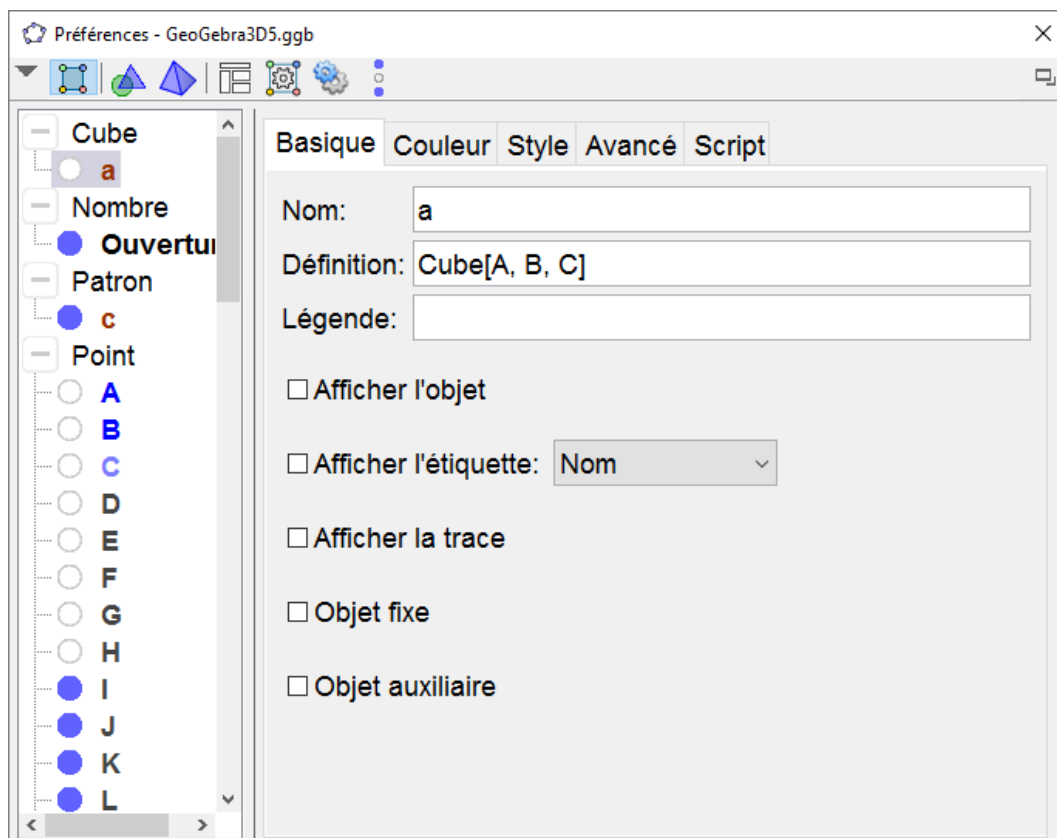 Préférences - GeoGebra3D5.ggb
Cube
a
Nombre
Ouvertu
Patron
c
Point
A
B
C
D
E
F
G
H
I
J
K
L
Basique Couleur Style Avancé Script
Nom: a
Définition: Cube[A, B, C]
Légende:
Afficher l'objet
Afficher l'étiquette: Nom
Afficher la trace
Objet fixe
Objet auxiliaire